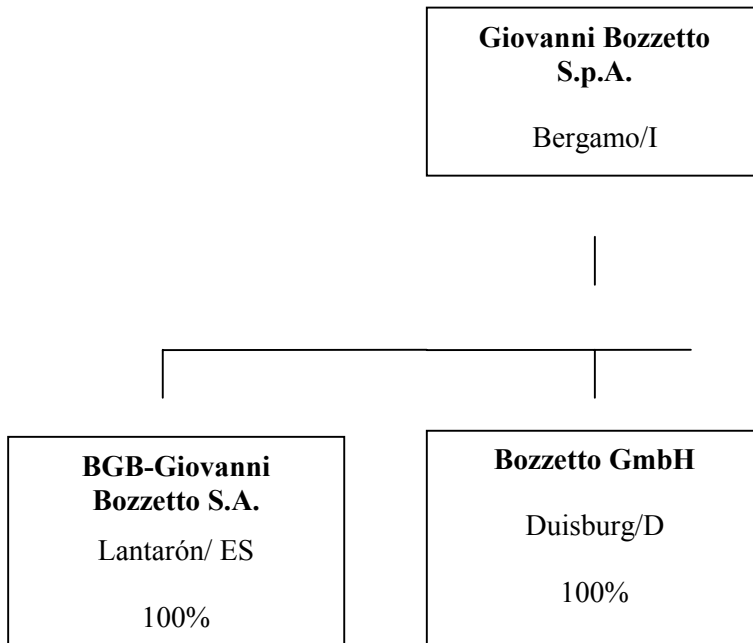 Giovanni Bozzetto
S.p.A.
Bergamo/I
BGB-Giovanni
Bozzetto S.A.
Lantarón/ ES
100%
Bozzetto GmbH
Duisburg/D
100%